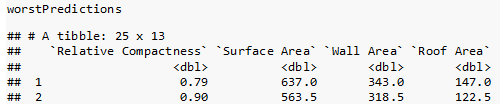 worstPredictions
## # A tibble: 25 x 13
##    `Relative Compactness` `Surface Area` `Wall Area` `Roof Area`
##                     <dbl>          <dbl>       <dbl>       <dbl>
##  1                   0.79          637.0       343.0       147.0
##  2                   0.90          563.5       318.5       122.5